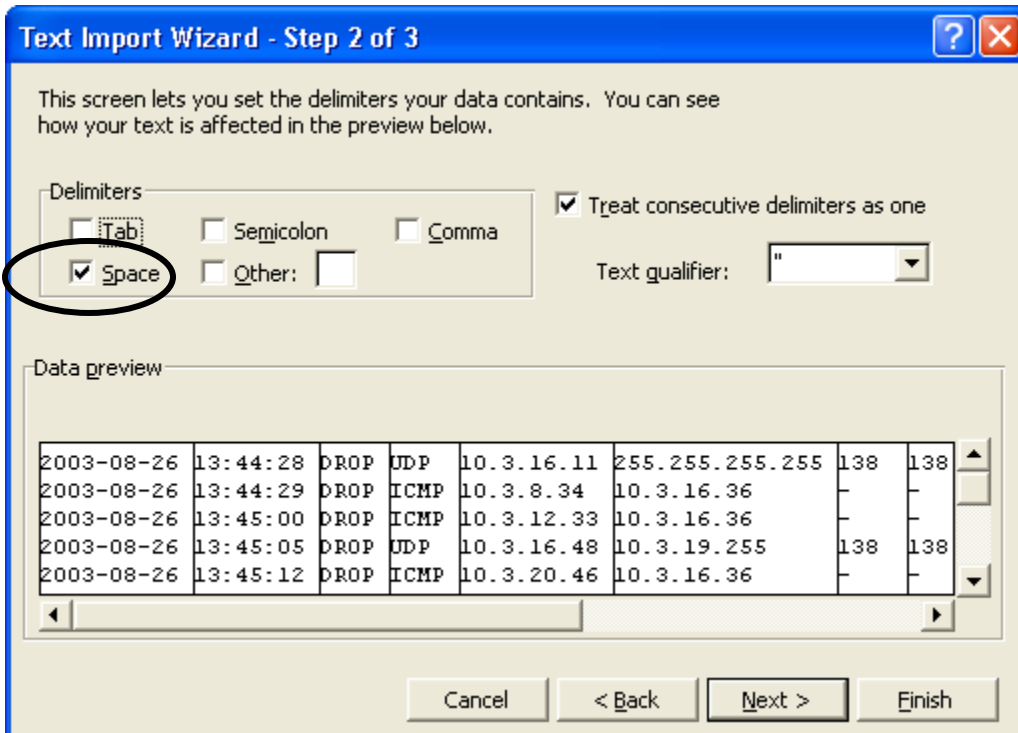 Text Import Wizard - Step 2 of 3
This screen lets you set the delimiters your data contains. You can see
how your text is affected in the preview below.
Delimiters
Tab Semicolon Comma
Space Other:
Treat consecutive delimiters as one
Text qualifier: "
Data preview
2003-08-26 13:44:28 DROP UDP 10.3.16.11 255.255.255.255 138 138
2003-08-26 13:44:29 DROP ICMP 10.3.8.34 10.3.16.36 - -
2003-08-26 13:45:00 DROP ICMP 10.3.12.33 10.3.16.36 - -
2003-08-26 13:45:05 DROP UDP 10.3.16.48 10.3.19.255 138 138
2003-08-26 13:45:12 DROP ICMP 10.3.20.46 10.3.16.36 - -
Cancel < Back Next > Finish